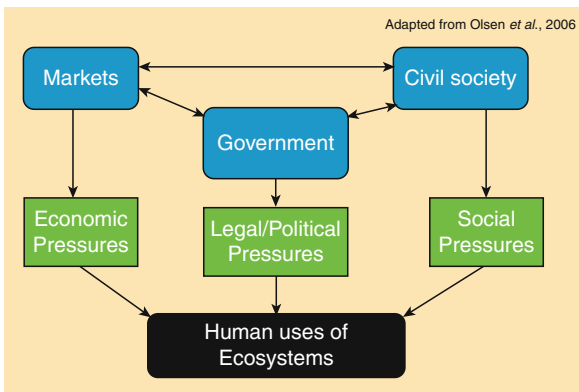 Adapted from Olsen et al., 2006
Markets
Civil society
Government
Economic
Pressures
Legal/Political
Pressures
Social
Pressures
Human uses of
Ecosystems